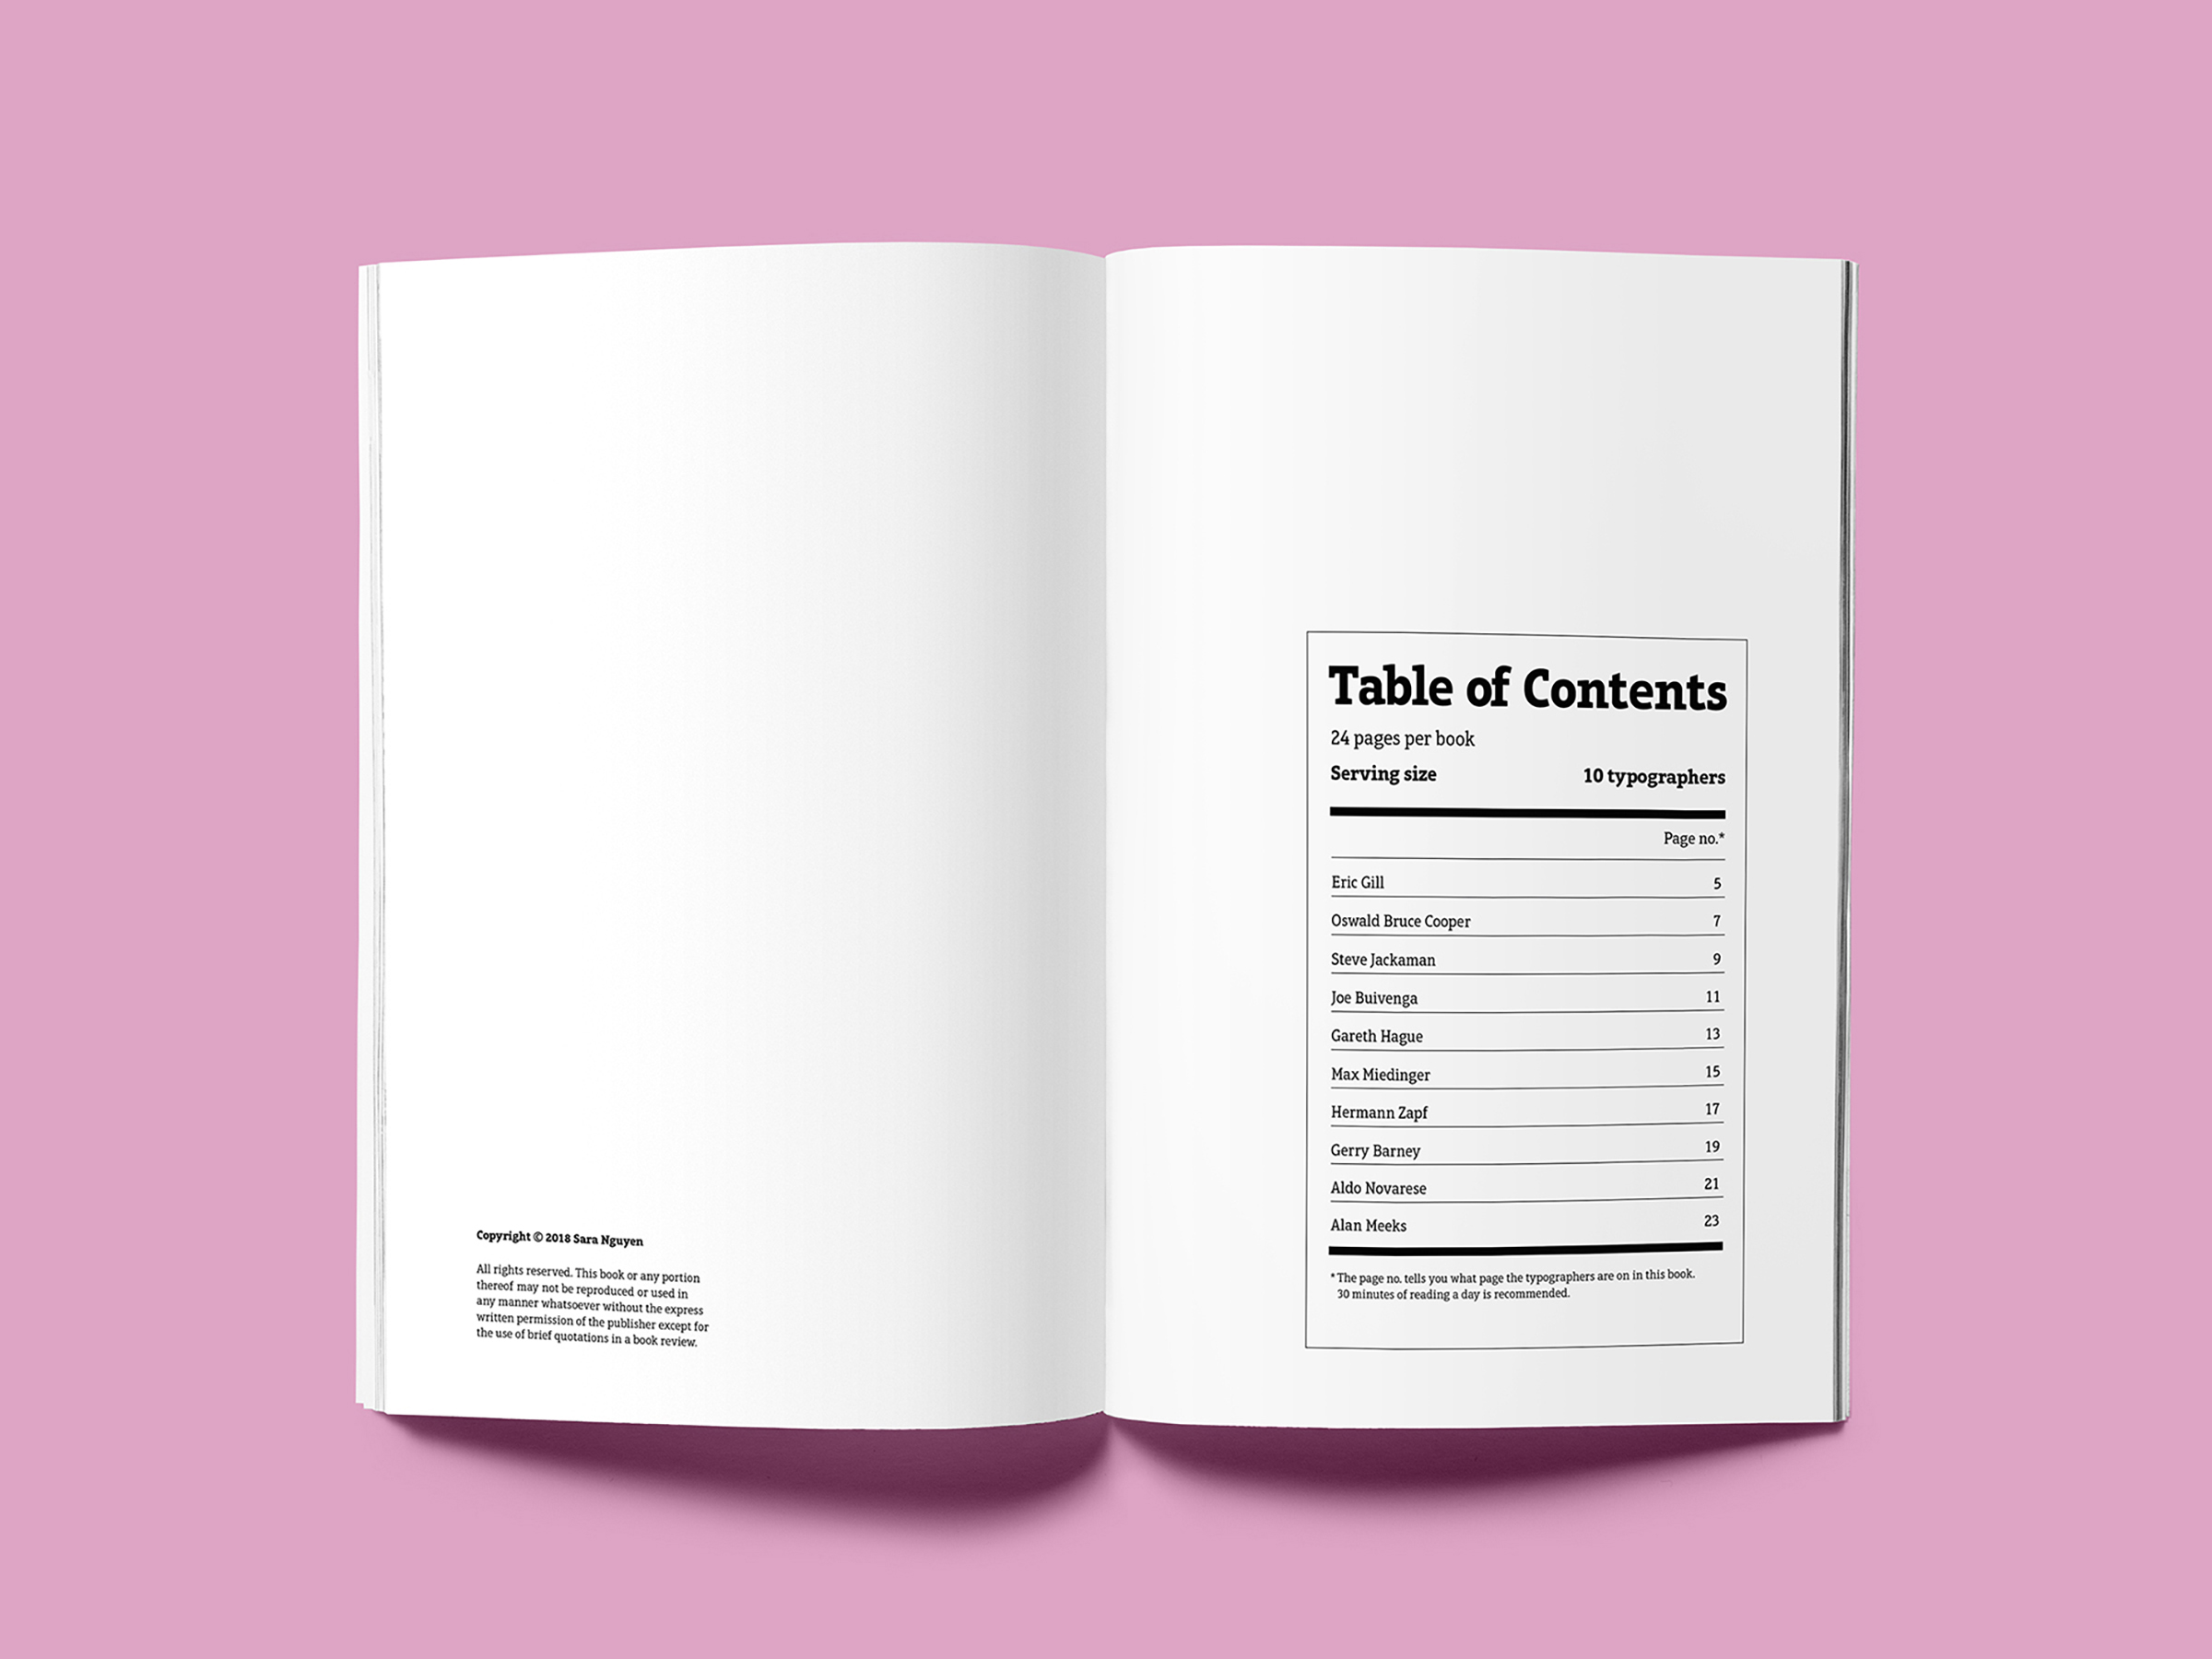 Copyright © 2018 Sara Nguyen
All rights reserved. This book or any portion
thereof may not be reproduced or used in
any manner whatsoever without the express
written permission of the publisher except for
the use of brief quotations in a book review.
Table of Contents
24 pages per book
Serving size 10 typographers
Page no.*
Eric Gill 5
Oswald Bruce Cooper 7
Steve Jackaman 9
Joe Buivenga 11
Gareth Hague 13
Max Miedinger 15
Hermann Zapf 17
Gerry Barney 19
Aldo Novarese 21
Alan Meeks 23
* The page no. tells you what page the typographers are on in this book.
30 minutes of reading a day is recommended.